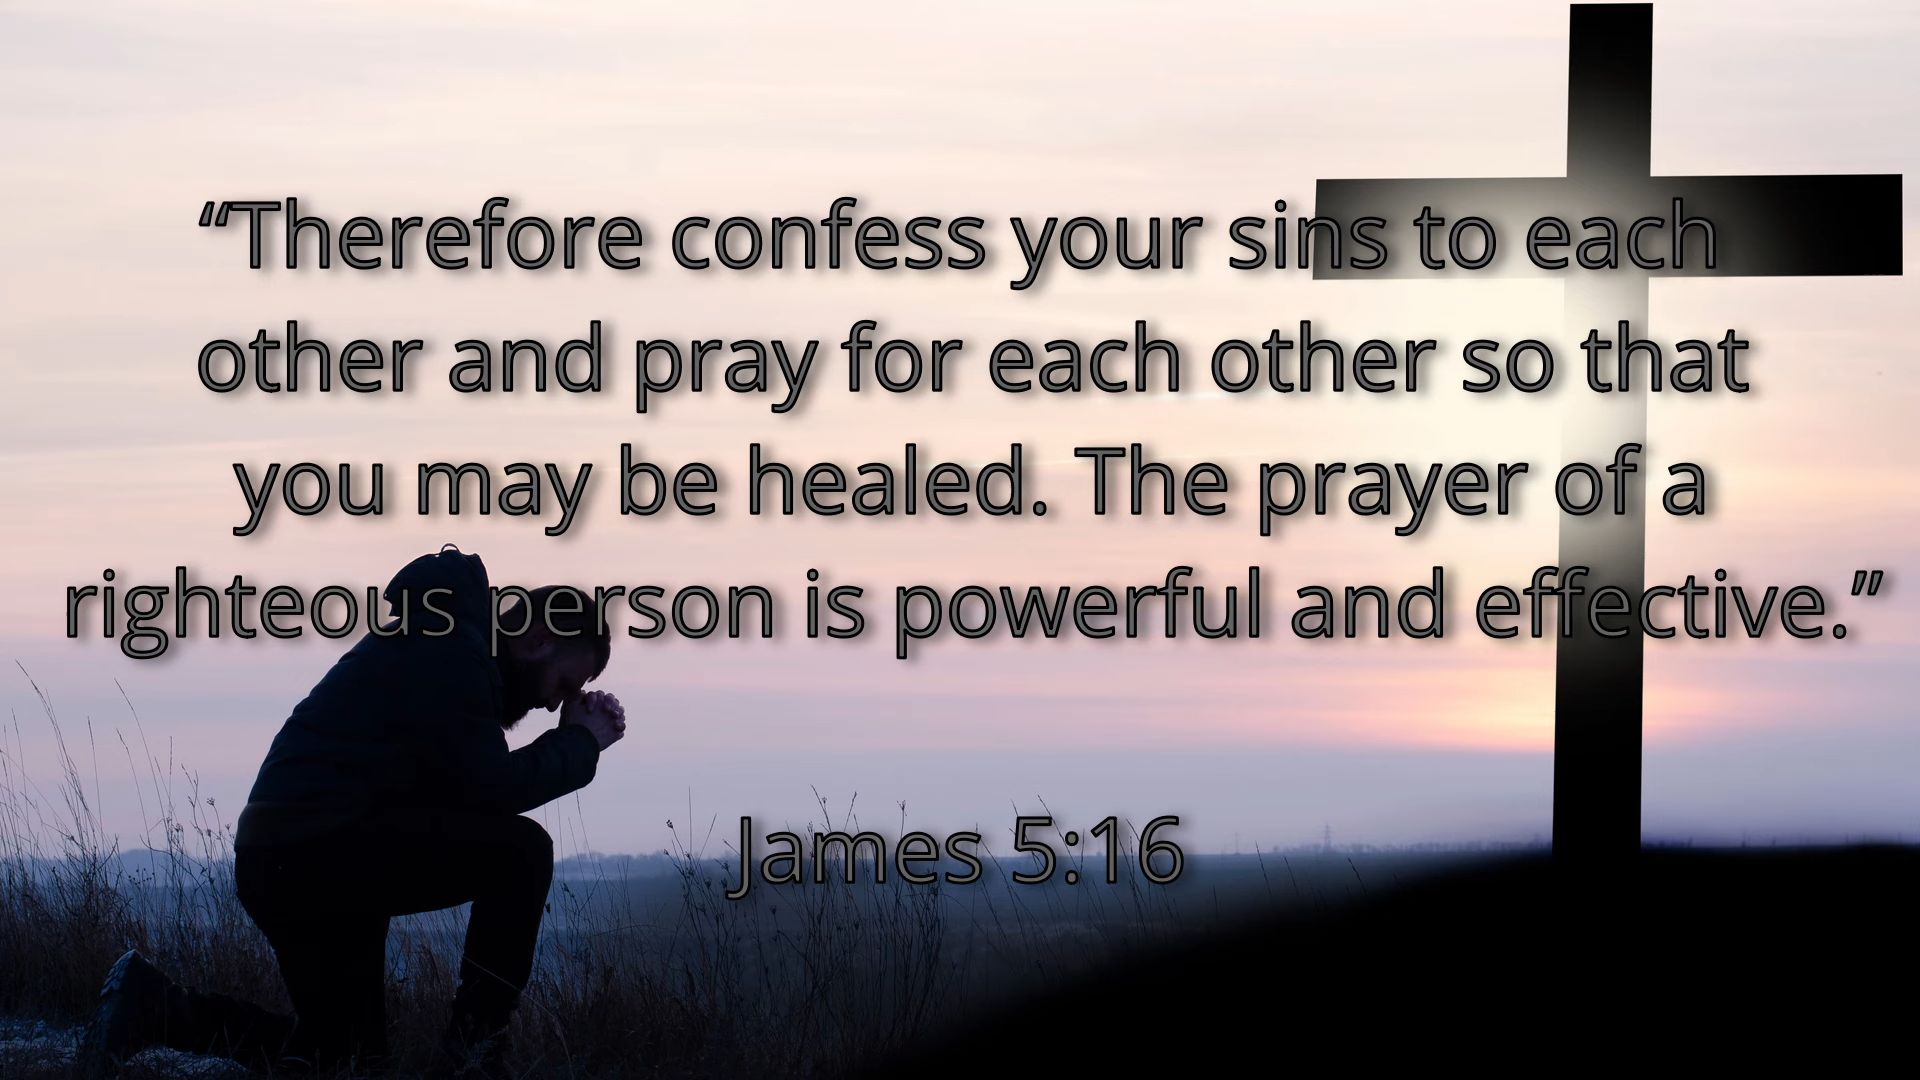 “Therefore confess your sins to each
other and pray for each other so that
you may be healed. The prayer of a
righteous person is powerful and effective.”
James 5:16